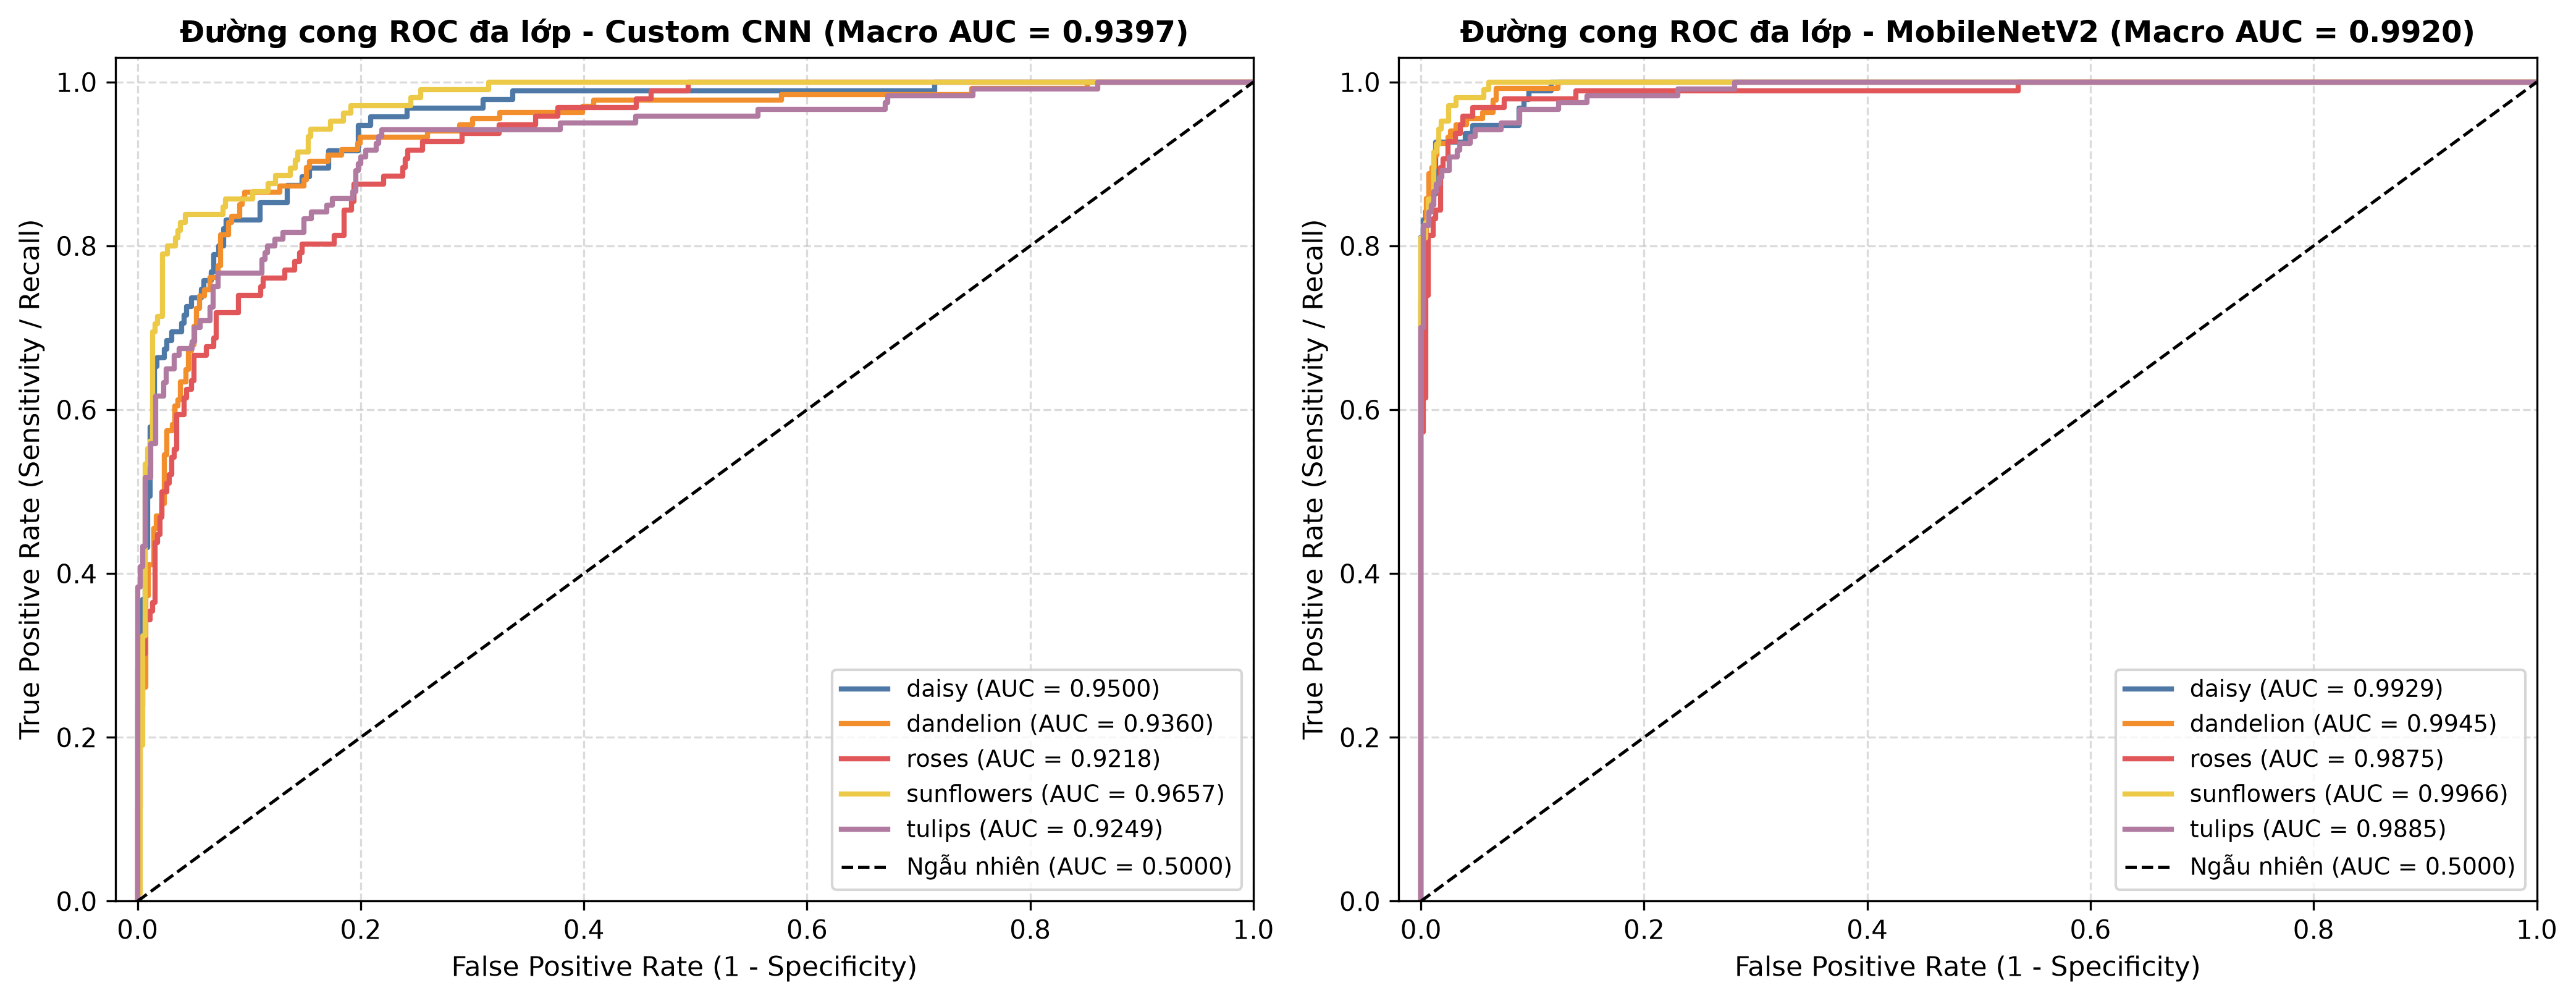 Đường cong ROC đa lớp - Custom CNN (Macro AUC = 0.9397)
True Positive Rate (Sensitivity / Recall)
1.0
0.8
0.6
0.4
0.2
0.0
0.0 0.2 0.4 0.6 0.8 1.0
False Positive Rate (1 - Specificity)
daisy (AUC = 0.9500)
dandelion (AUC = 0.9360)
roses (AUC = 0.9218)
sunflowers (AUC = 0.9657)
tulips (AUC = 0.9249)
Ngẫu nhiên (AUC = 0.5000)
Đường cong ROC đa lớp - MobileNetV2 (Macro AUC = 0.9920)
True Positive Rate (Sensitivity / Recall)
1.0
0.8
0.6
0.4
0.2
0.0
0.0 0.2 0.4 0.6 0.8 1.0
False Positive Rate (1 - Specificity)
daisy (AUC = 0.9929)
dandelion (AUC = 0.9945)
roses (AUC = 0.9875)
sunflowers (AUC = 0.9966)
tulips (AUC = 0.9885)
Ngẫu nhiên (AUC = 0.5000)